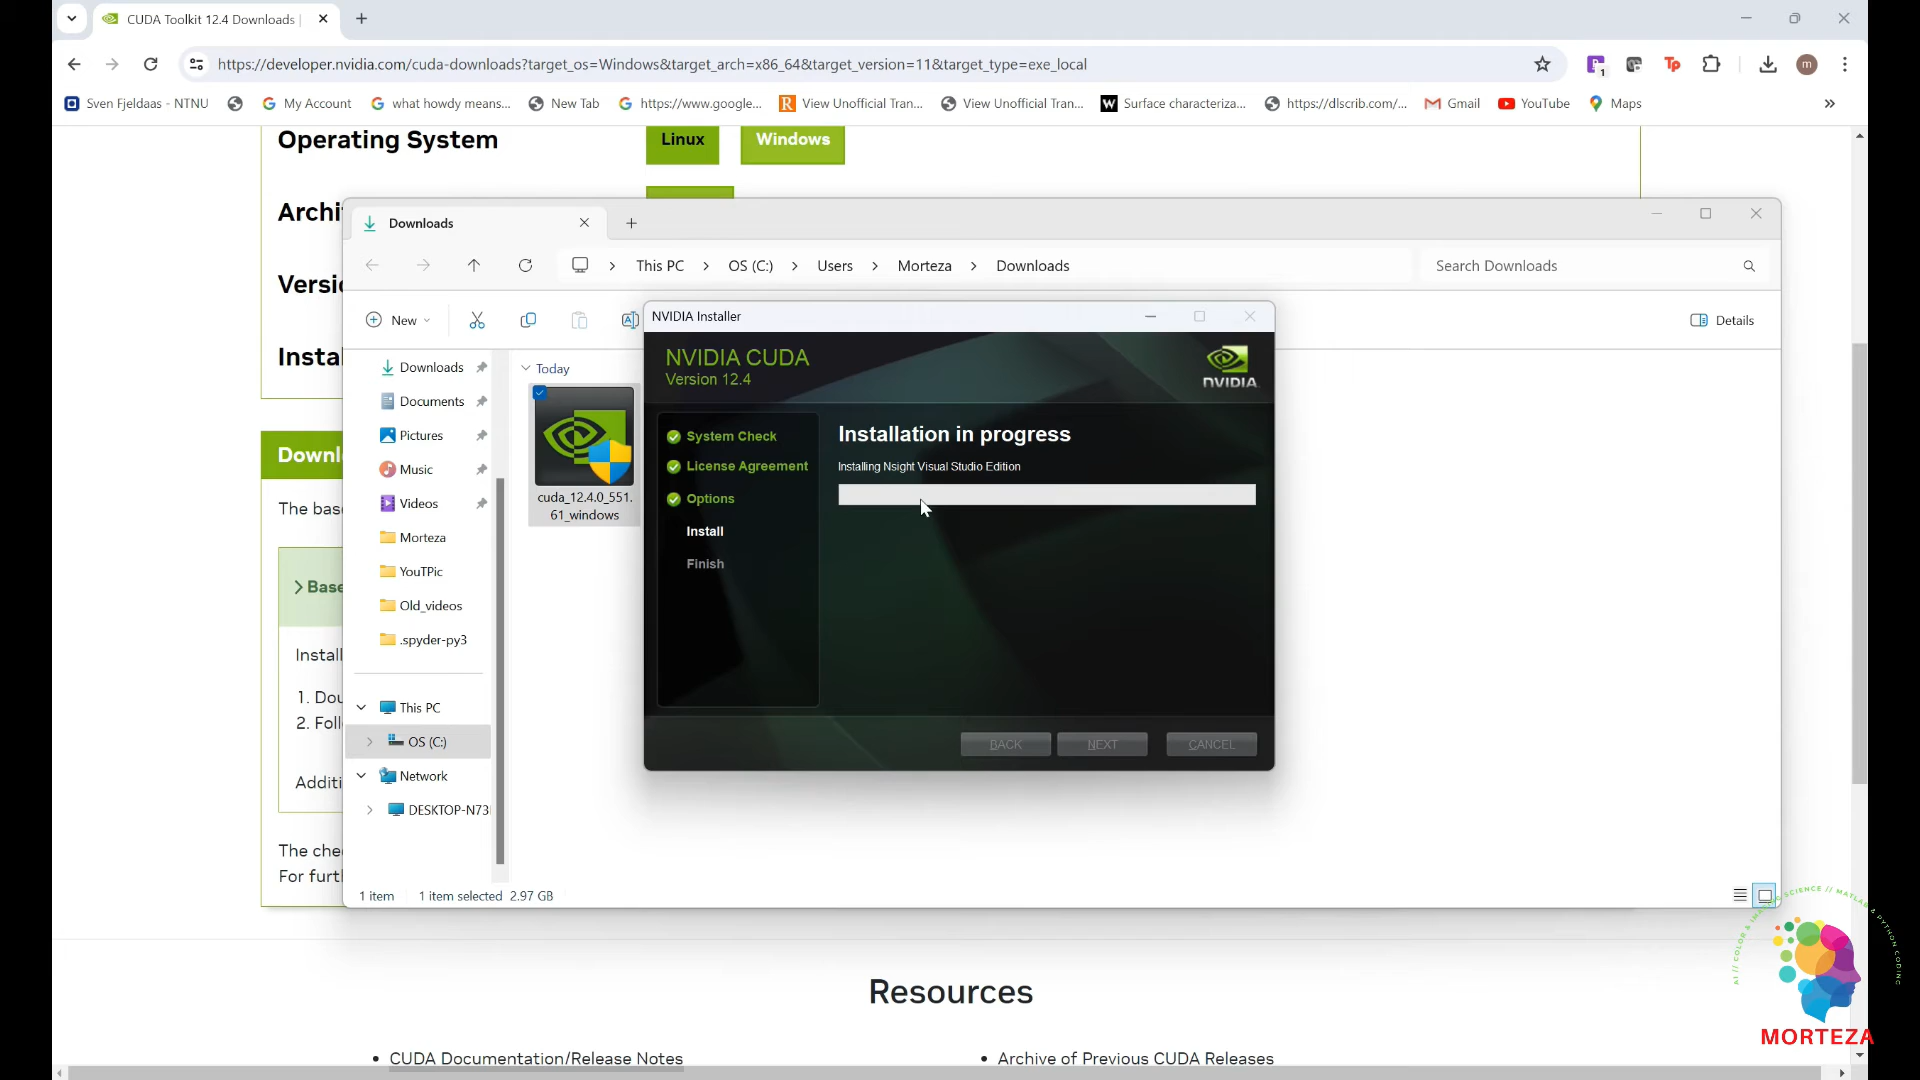 CUDA Toolkit 12.4 Downloads |
https://developer.nvidia.com/cuda-downloads?target_os=Windows&target_arch=x86_64&target_version=11&target_type=exe_local
1
m
Sven Fjeldaas - NTNU
My Account
what howdy means...
New Tab
https://www.google...
View Unofficial Tran...
View Unofficial Tran...
Surface characteriza...
https://dlscrib.com/...
Gmail
YouTube
Maps
Operating System
Linux
Windows
Archi
Versi
Instal
Downl
The base
Base
Install
1. Dou
2. Foll
Additi
The che
For furth
Downloads
This PC
OS (C:)
Users
Morteza
Downloads
Search Downloads
New
Details
Downloads
Documents
Pictures
Music
Videos
Morteza
YouTPic
Old_videos
.spyder-py3
This PC
OS (C:)
Network
DESKTOP-N73
Today
cuda_12.4.0_551.
61_windows
1 item
1 item selected 2.97 GB
NVIDIA Installer
NVIDIA CUDA
Version 12.4
NVIDIA.
System Check
License Agreement
Options
Install
Finish
Installation in progress
Installing Nsight Visual Studio Edition
BACK
NEXT
CANCEL
Resources
CUDA Documentation/Release Notes
Archive of Previous CUDA Releases
MORTEZA